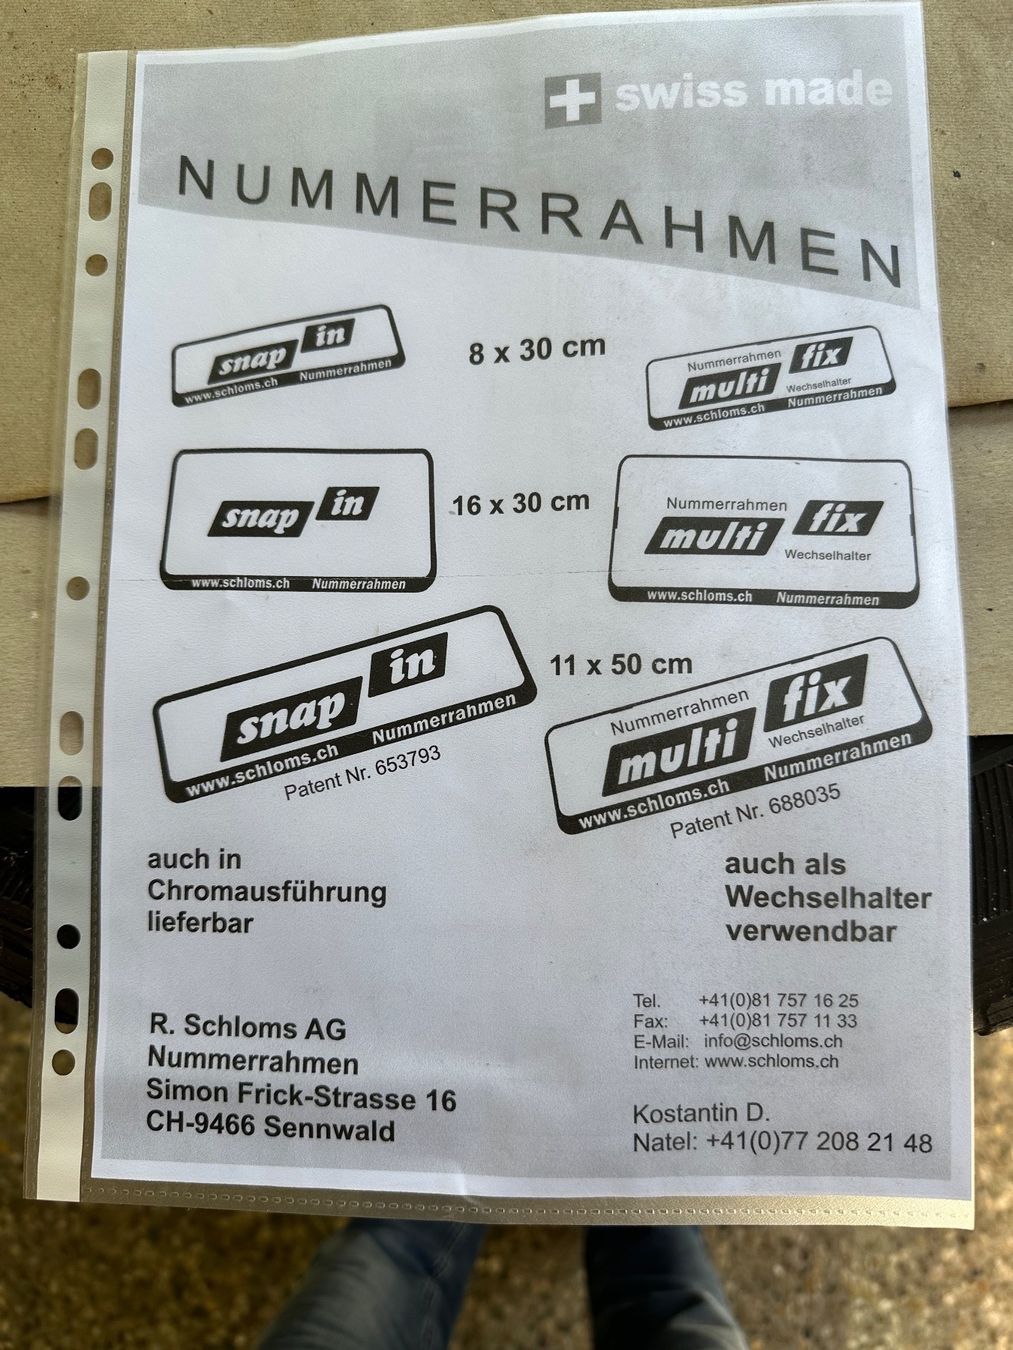 swiss made
NUMMERRAHMEN
snap in
www.schloms.ch Nummerrahmen
8 x 30 cm
Nummerrahmen
multi fix
Wechselhalter
www.schloms.ch Nummerrahmen
snap in
www.schloms.ch Nummerrahmen
16 x 30 cm
Nummerrahmen
multi fix
Wechselhalter
www.schloms.ch Nummerrahmen
snap in
www.schloms.ch Nummerrahmen
Patent Nr. 653793
11 x 50 cm
Nummerrahmen
multi fix
Wechselhalter
www.schloms.ch Nummerrahmen
Patent Nr. 688035
auch in
Chromausführung
lieferbar
auch als
Wechselhalter
verwendbar
R. Schloms AG
Nummerrahmen
Simon Frick-Strasse 16
CH-9466 Sennwald
Tel. +41(0)81 757 16 25
Fax: +41(0)81 757 11 33
E-Mail: info@schloms.ch
Internet: www.schloms.ch
Kostantin D.
Natel: +41(0)77 208 21 48